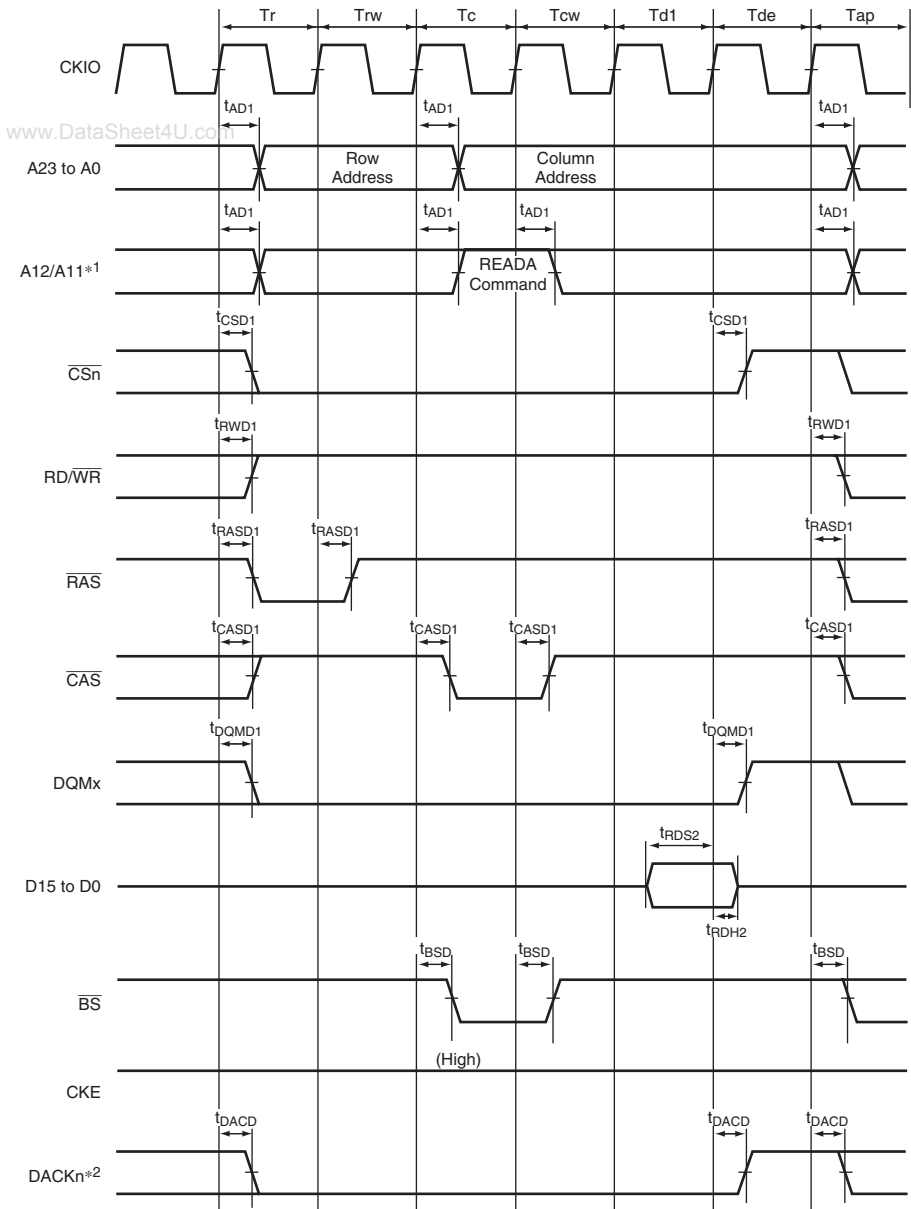 Tr Trw Tc Tcw Td1 Tde Tap
CKIO
tAD1 tAD1 tAD1
www.DataSheet4U.com
A23 to A0
Row
Address
Column
Address
tAD1 tAD1 tAD1 tAD1
A12/A11*1
READA
Command
tCSD1 tCSD1
CSn
tRWD1 tRWD1
RD/WR
tRASD1 tRASD1 tRASD1
RAS
tCASD1 tCASD1 tCASD1 tCASD1
CAS
tDQMD1 tDQMD1
DQMx
tRDS2
D15 to D0
tRDH2
tBSD tBSD tBSD
BS
(High)
CKE
tDACD tDACD tDACD
DACKn*2